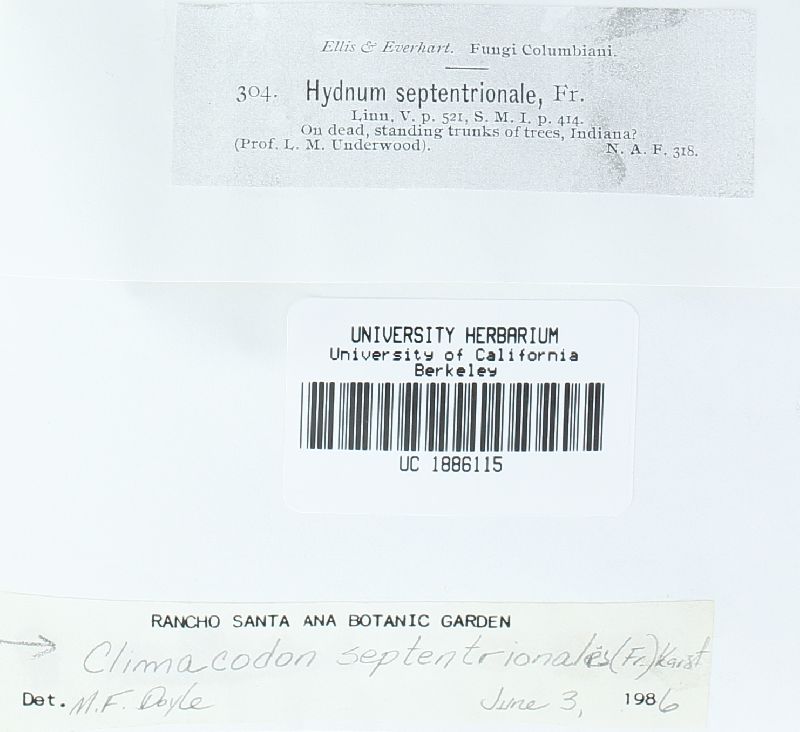 Ellis & Everhart. Fungi Columbiani.
304. Hydnum septentrionale, Fr.
Linn, V. p. 521, S. M. I. p. 414.
On dead, standing trunks of trees, Indiana?
(Prof. L. M. Underwood). N. A. F. 318.
UNIVERSITY HERBARIUM
University of California
Berkeley
UC 1886115
RANCHO SANTA ANA BOTANIC GARDEN
Climacodon septentrionalis (Fr.) Karst
Det. M.F. Doyle June 3, 1986